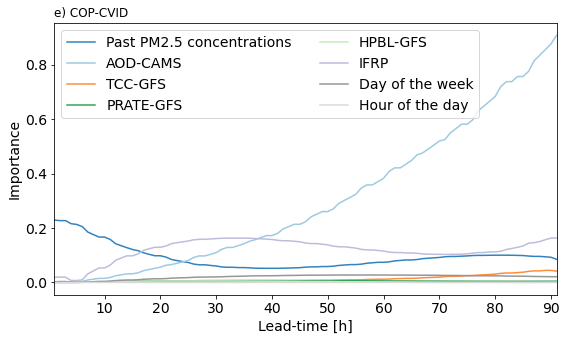 e) COP-CVID
Past PM2.5 concentrations
AOD-CAMS
TCC-GFS
PRATE-GFS
HPBL-GFS
IFRP
Day of the week
Hour of the day
Importance
0.8
0.6
0.4
0.2
0.0
10 20 30 40 50 60 70 80 90
Lead-time [h]